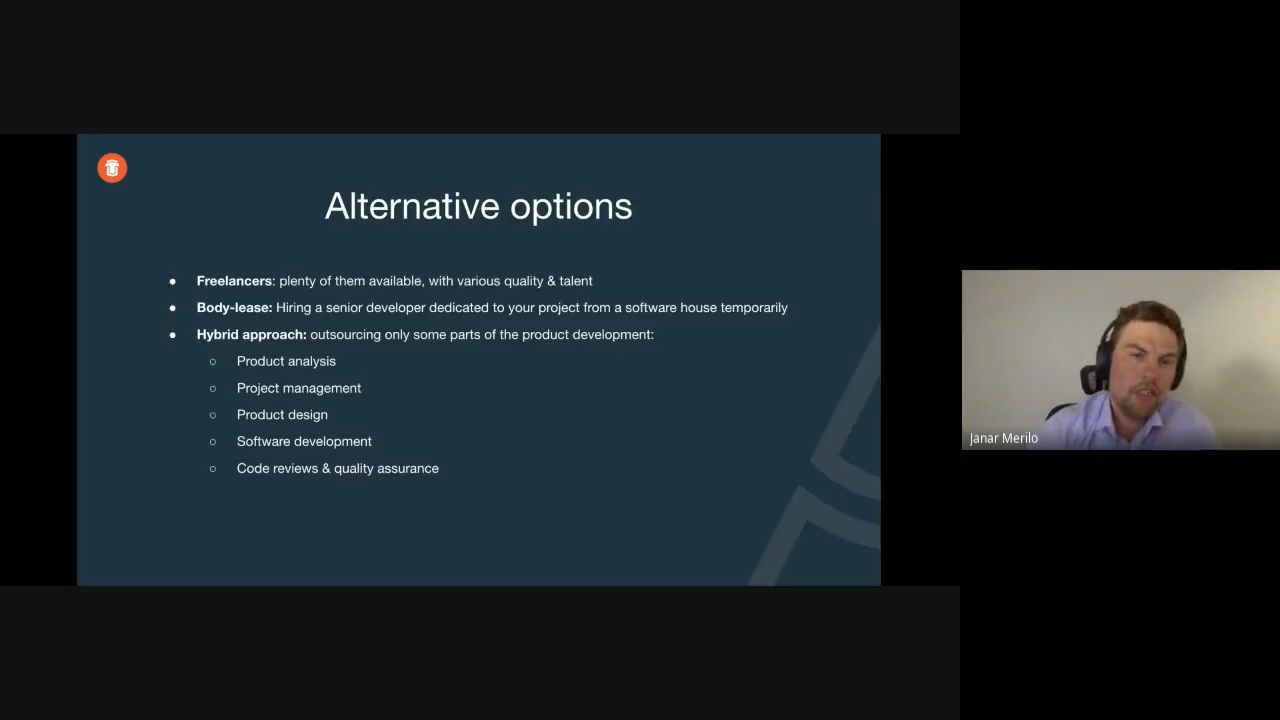 Alternative options
● Freelancers: plenty of them available, with various quality & talent
● Body-lease: Hiring a senior developer dedicated to your project from a software house temporarily
● Hybrid approach: outsourcing only some parts of the product development:
○ Product analysis
○ Project management
○ Product design
○ Software development
○ Code reviews & quality assurance
Janar Merilo